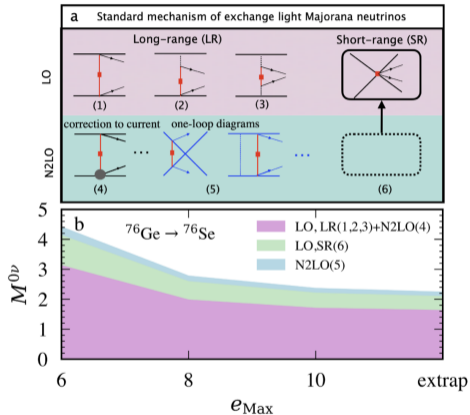 a Standard mechanism of exchange light Majorana neutrinos
Long-range (LR) Short-range (SR)
LO
(1) (2) (3)
correction to current one-loop diagrams
N2LO
... ...
(4) (5) (6)
b
⁷⁶Ge → ⁷⁶Se
LO, LR(1,2,3)+N2LO(4)
LO,SR(6)
N2LO(5)
M⁰ᵛ
5
4
3
2
1
0
6 8 10 extrap
eMax